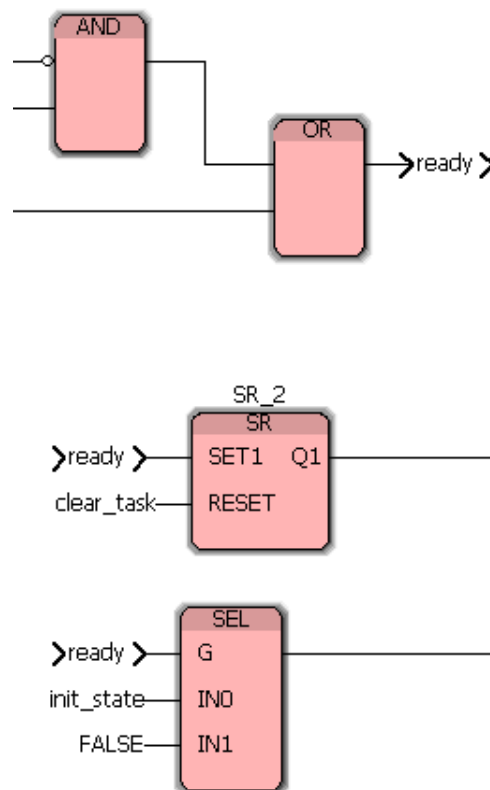 AND
OR
ready
SR_2
SR
ready SET1 Q1
clear_task RESET
SEL
ready G
init_state IN0
FALSE IN1